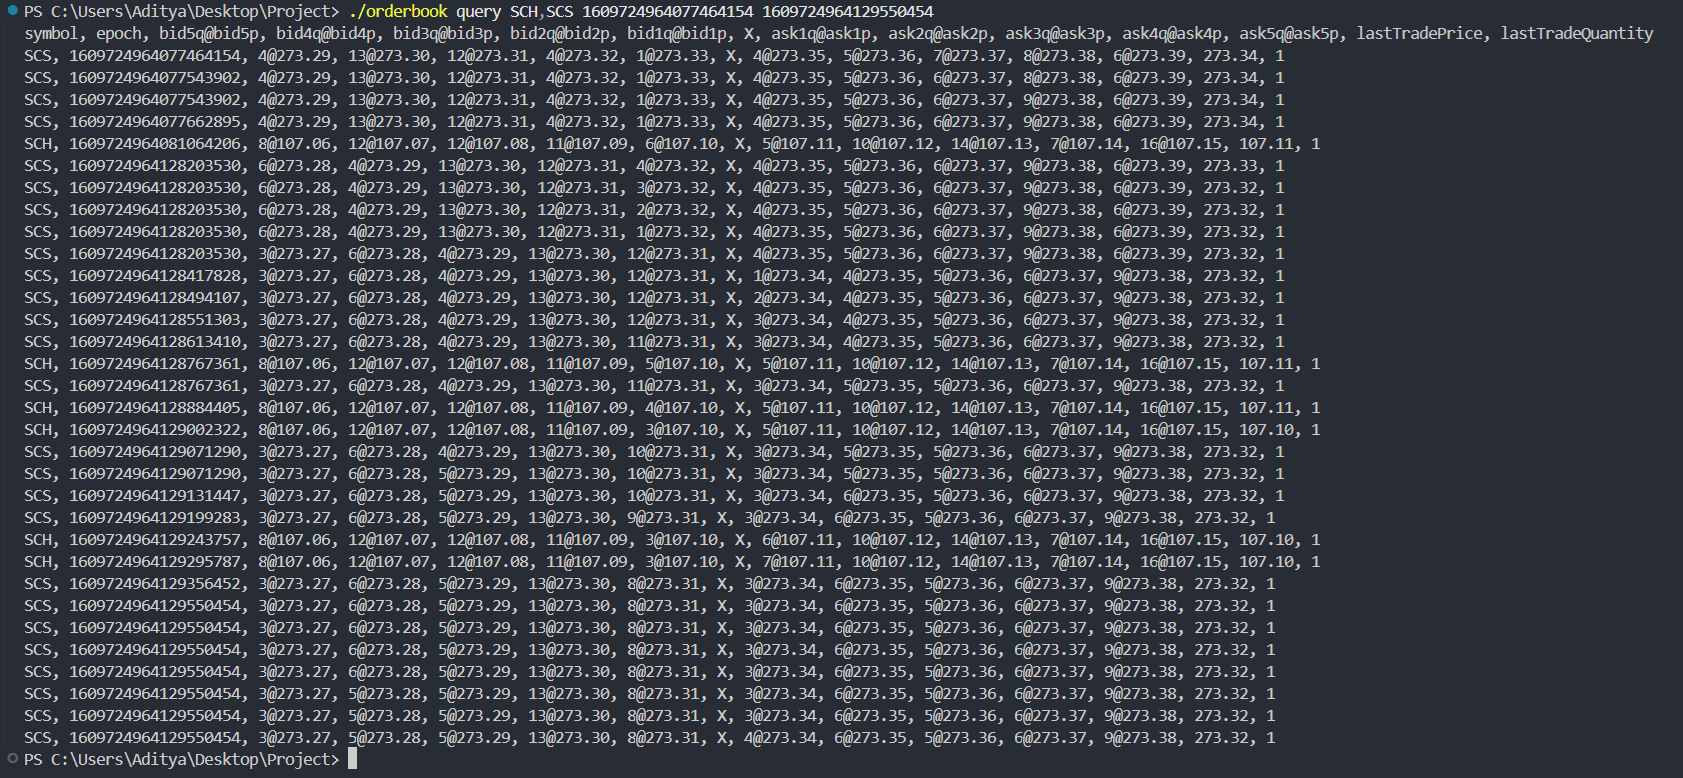 PS C:\Users\Aditya\Desktop\Project> ./orderbook query SCH,SCS 1609724964077464154 1609724964129550454
symbol, epoch, bid5q@bid5p, bid4q@bid4p, bid3q@bid3p, bid2q@bid2p, bid1q@bid1p, X, ask1q@ask1p, ask2q@ask2p, ask3q@ask3p, ask4q@ask4p, ask5q@ask5p, lastTradePrice, lastTradeQuantity
SCS, 1609724964077464154, 4@273.29, 13@273.30, 12@273.31, 4@273.32, 1@273.33, X, 4@273.35, 5@273.36, 7@273.37, 8@273.38, 6@273.39, 273.34, 1
SCS, 1609724964077543902, 4@273.29, 13@273.30, 12@273.31, 4@273.32, 1@273.33, X, 4@273.35, 5@273.36, 6@273.37, 8@273.38, 6@273.39, 273.34, 1
SCS, 1609724964077543902, 4@273.29, 13@273.30, 12@273.31, 4@273.32, 1@273.33, X, 4@273.35, 5@273.36, 6@273.37, 9@273.38, 6@273.39, 273.34, 1
SCS, 1609724964077662895, 4@273.29, 13@273.30, 12@273.31, 4@273.32, 1@273.33, X, 4@273.35, 5@273.36, 6@273.37, 9@273.38, 6@273.39, 273.34, 1
SCH, 1609724964081064206, 8@107.06, 12@107.07, 12@107.08, 11@107.09, 6@107.10, X, 5@107.11, 10@107.12, 14@107.13, 7@107.14, 16@107.15, 107.11, 1
SCS, 1609724964128203530, 6@273.28, 4@273.29, 13@273.30, 12@273.31, 4@273.32, X, 4@273.35, 5@273.36, 6@273.37, 9@273.38, 6@273.39, 273.33, 1
SCS, 1609724964128203530, 6@273.28, 4@273.29, 13@273.30, 12@273.31, 3@273.32, X, 4@273.35, 5@273.36, 6@273.37, 9@273.38, 6@273.39, 273.32, 1
SCS, 1609724964128203530, 6@273.28, 4@273.29, 13@273.30, 12@273.31, 2@273.32, X, 4@273.35, 5@273.36, 6@273.37, 9@273.38, 6@273.39, 273.32, 1
SCS, 1609724964128203530, 6@273.28, 4@273.29, 13@273.30, 12@273.31, 1@273.32, X, 4@273.35, 5@273.36, 6@273.37, 9@273.38, 6@273.39, 273.32, 1
SCS, 1609724964128203530, 3@273.27, 6@273.28, 4@273.29, 13@273.30, 12@273.31, X, 4@273.35, 5@273.36, 6@273.37, 9@273.38, 6@273.39, 273.32, 1
SCS, 1609724964128417828, 3@273.27, 6@273.28, 4@273.29, 13@273.30, 12@273.31, X, 1@273.34, 4@273.35, 5@273.36, 6@273.37, 9@273.38, 273.32, 1
SCS, 1609724964128494107, 3@273.27, 6@273.28, 4@273.29, 13@273.30, 12@273.31, X, 2@273.34, 4@273.35, 5@273.36, 6@273.37, 9@273.38, 273.32, 1
SCS, 1609724964128551303, 3@273.27, 6@273.28, 4@273.29, 13@273.30, 12@273.31, X, 3@273.34, 4@273.35, 5@273.36, 6@273.37, 9@273.38, 273.32, 1
SCS, 1609724964128613410, 3@273.27, 6@273.28, 4@273.29, 13@273.30, 11@273.31, X, 3@273.34, 4@273.35, 5@273.36, 6@273.37, 9@273.38, 273.32, 1
SCH, 1609724964128767361, 8@107.06, 12@107.07, 12@107.08, 11@107.09, 5@107.10, X, 5@107.11, 10@107.12, 14@107.13, 7@107.14, 16@107.15, 107.11, 1
SCS, 1609724964128767361, 3@273.27, 6@273.28, 4@273.29, 13@273.30, 11@273.31, X, 3@273.34, 5@273.35, 5@273.36, 6@273.37, 9@273.38, 273.32, 1
SCH, 1609724964128884405, 8@107.06, 12@107.07, 12@107.08, 11@107.09, 4@107.10, X, 5@107.11, 10@107.12, 14@107.13, 7@107.14, 16@107.15, 107.11, 1
SCH, 1609724964129002322, 8@107.06, 12@107.07, 12@107.08, 11@107.09, 3@107.10, X, 5@107.11, 10@107.12, 14@107.13, 7@107.14, 16@107.15, 107.10, 1
SCS, 1609724964129071290, 3@273.27, 6@273.28, 4@273.29, 13@273.30, 10@273.31, X, 3@273.34, 5@273.35, 5@273.36, 6@273.37, 9@273.38, 273.32, 1
SCS, 1609724964129071290, 3@273.27, 6@273.28, 5@273.29, 13@273.30, 10@273.31, X, 3@273.34, 5@273.35, 5@273.36, 6@273.37, 9@273.38, 273.32, 1
SCS, 1609724964129131447, 3@273.27, 6@273.28, 5@273.29, 13@273.30, 10@273.31, X, 3@273.34, 6@273.35, 5@273.36, 6@273.37, 9@273.38, 273.32, 1
SCS, 1609724964129199283, 3@273.27, 6@273.28, 5@273.29, 13@273.30, 9@273.31, X, 3@273.34, 6@273.35, 5@273.36, 6@273.37, 9@273.38, 273.32, 1
SCH, 1609724964129243757, 8@107.06, 12@107.07, 12@107.08, 11@107.09, 3@107.10, X, 6@107.11, 10@107.12, 14@107.13, 7@107.14, 16@107.15, 107.10, 1
SCH, 1609724964129295787, 8@107.06, 12@107.07, 12@107.08, 11@107.09, 3@107.10, X, 7@107.11, 10@107.12, 14@107.13, 7@107.14, 16@107.15, 107.10, 1
SCS, 1609724964129356452, 3@273.27, 6@273.28, 5@273.29, 13@273.30, 8@273.31, X, 3@273.34, 6@273.35, 5@273.36, 6@273.37, 9@273.38, 273.32, 1
SCS, 1609724964129550454, 3@273.27, 6@273.28, 5@273.29, 13@273.30, 8@273.31, X, 3@273.34, 6@273.35, 5@273.36, 6@273.37, 9@273.38, 273.32, 1
SCS, 1609724964129550454, 3@273.27, 6@273.28, 5@273.29, 13@273.30, 8@273.31, X, 3@273.34, 6@273.35, 5@273.36, 6@273.37, 9@273.38, 273.32, 1
SCS, 1609724964129550454, 3@273.27, 6@273.28, 5@273.29, 13@273.30, 8@273.31, X, 3@273.34, 6@273.35, 5@273.36, 6@273.37, 9@273.38, 273.32, 1
SCS, 1609724964129550454, 3@273.27, 6@273.28, 5@273.29, 13@273.30, 8@273.31, X, 3@273.34, 6@273.35, 5@273.36, 6@273.37, 9@273.38, 273.32, 1
SCS, 1609724964129550454, 3@273.27, 5@273.28, 5@273.29, 13@273.30, 8@273.31, X, 3@273.34, 6@273.35, 5@273.36, 6@273.37, 9@273.38, 273.32, 1
SCS, 1609724964129550454, 3@273.27, 5@273.28, 5@273.29, 13@273.30, 8@273.31, X, 3@273.34, 6@273.35, 5@273.36, 6@273.37, 9@273.38, 273.32, 1
SCS, 1609724964129550454, 3@273.27, 5@273.28, 5@273.29, 13@273.30, 8@273.31, X, 4@273.34, 6@273.35, 5@273.36, 6@273.37, 9@273.38, 273.32, 1
PS C:\Users\Aditya\Desktop\Project>